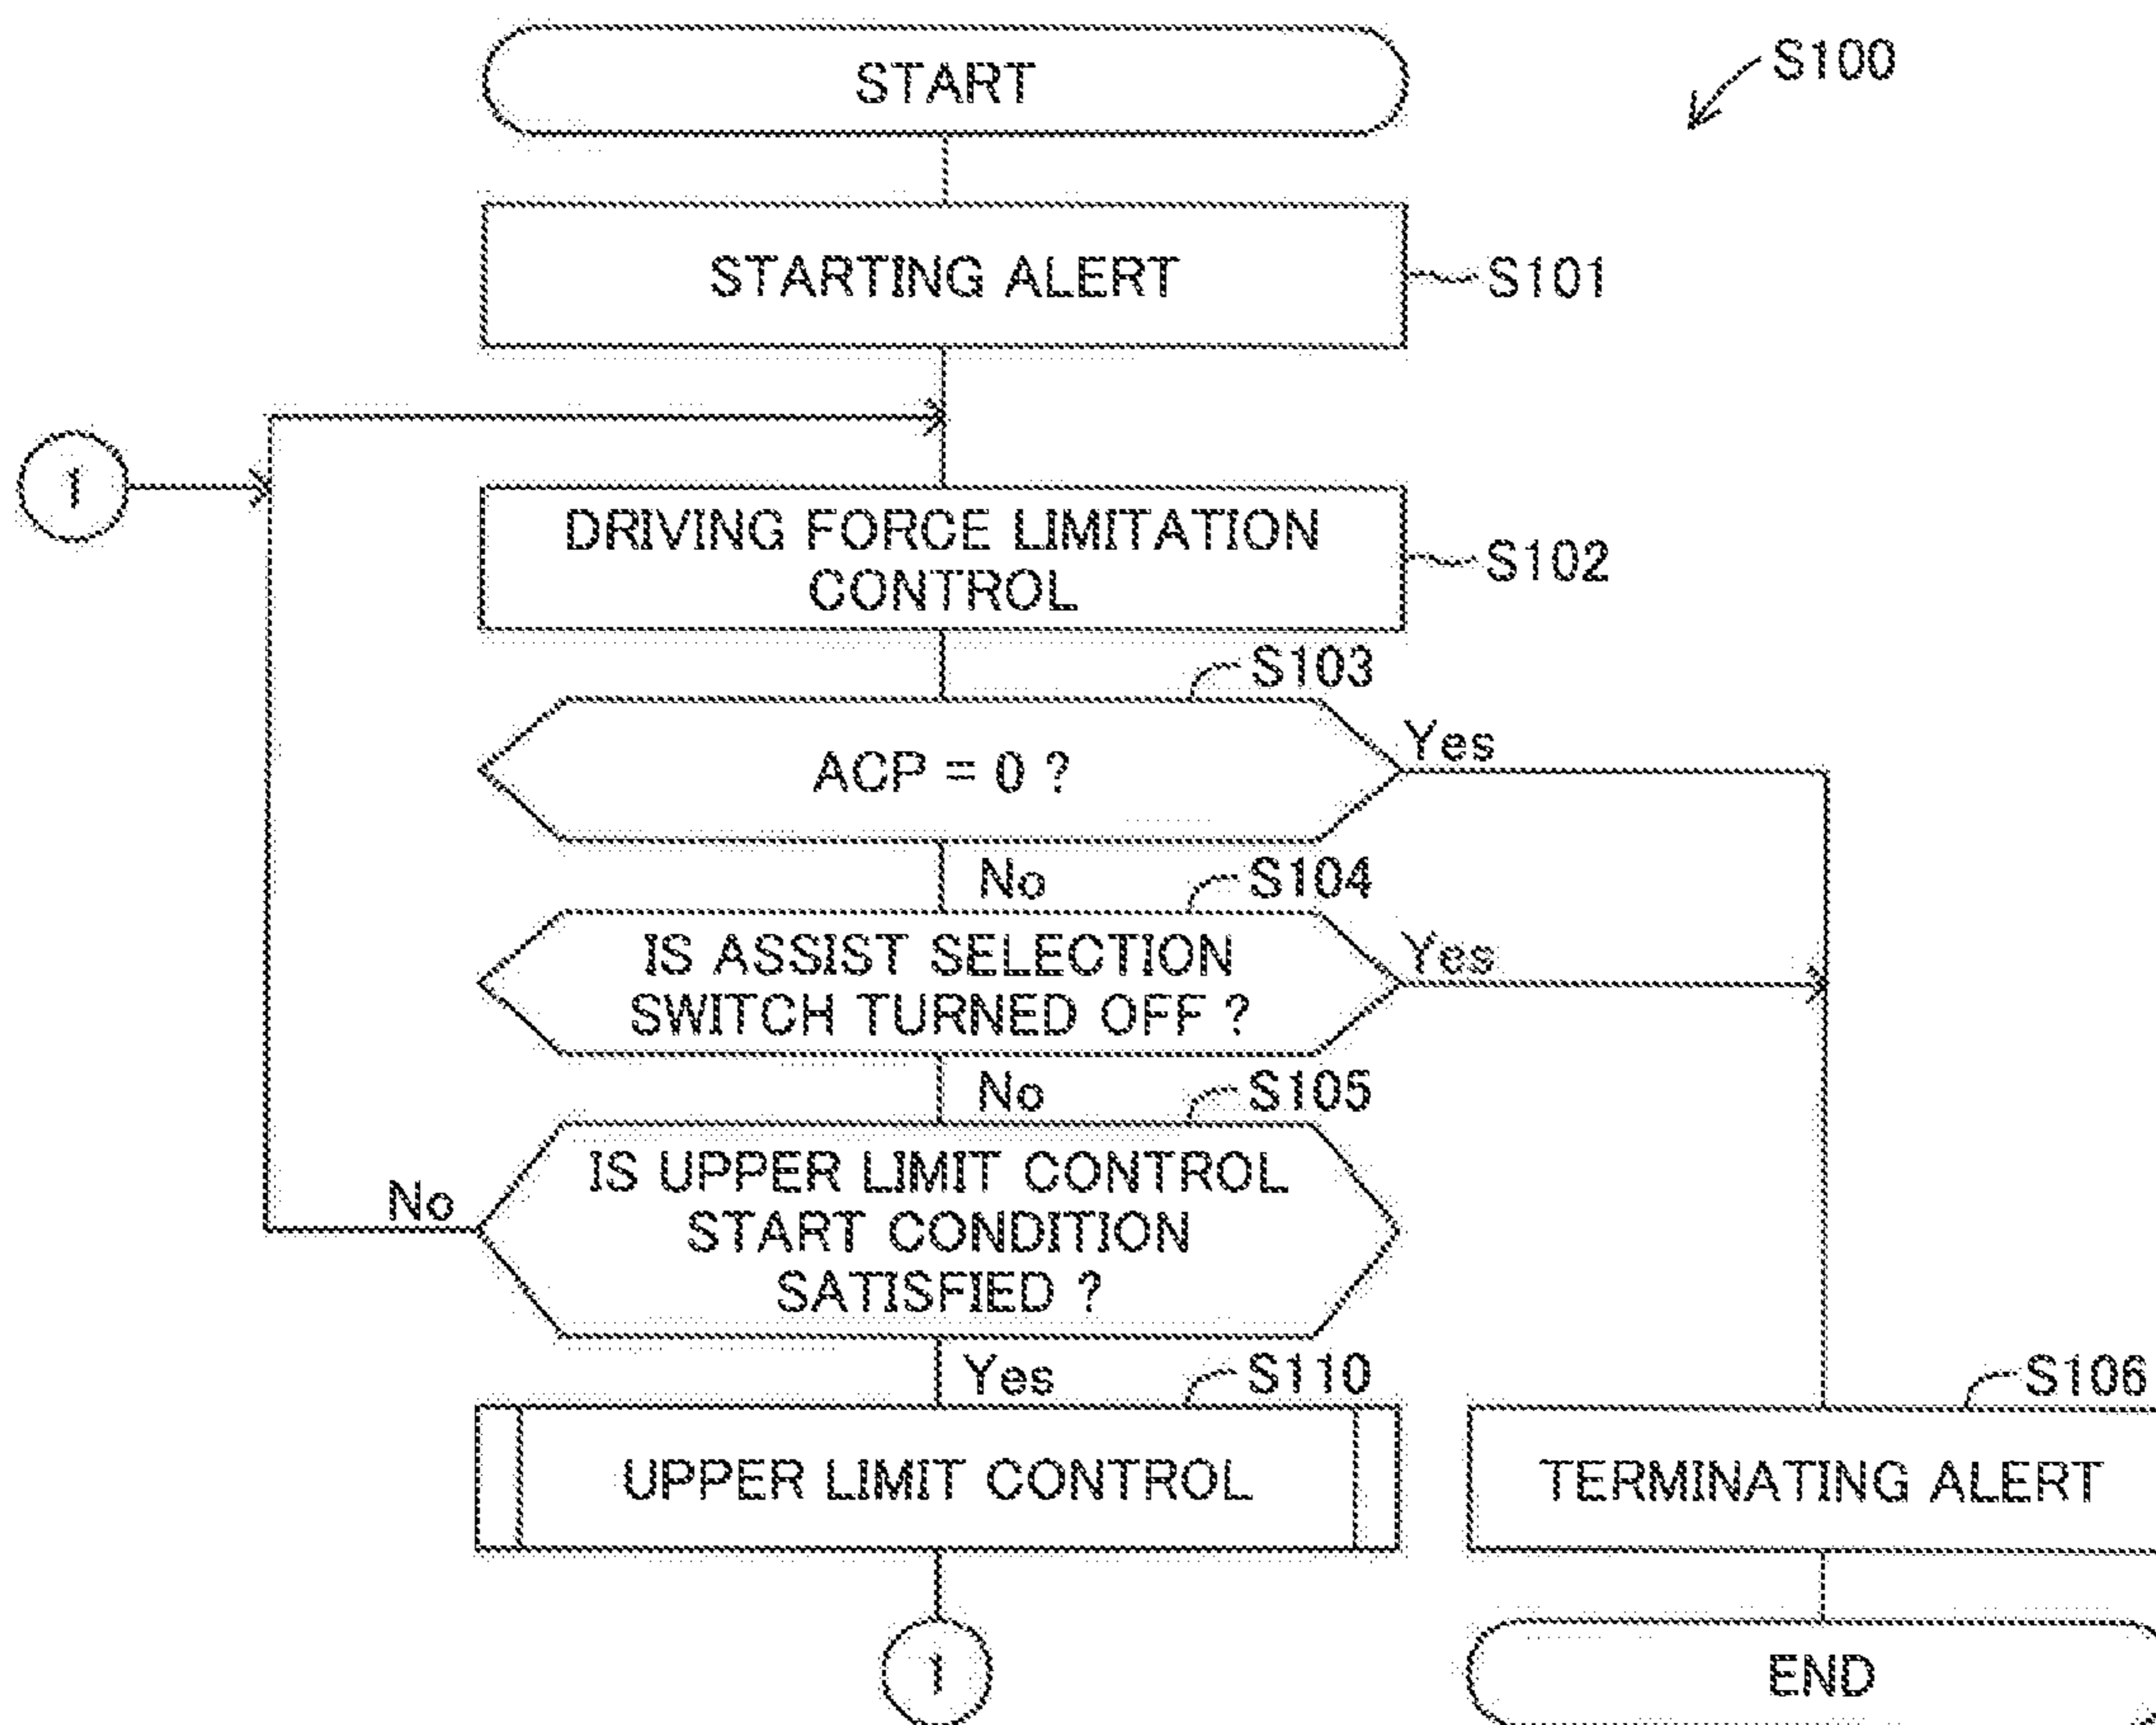 START
S100
STARTING ALERT
S101
1
DRIVING FORCE LIMITATION
CONTROL
S102
S103
ACP = 0 ?
Yes
No
S104
IS ASSIST SELECTION
SWITCH TURNED OFF ?
Yes
No
S105
IS UPPER LIMIT CONTROL
START CONDITION
SATISFIED ?
No
Yes
S110
UPPER LIMIT CONTROL
S106
TERMINATING ALERT
1
END